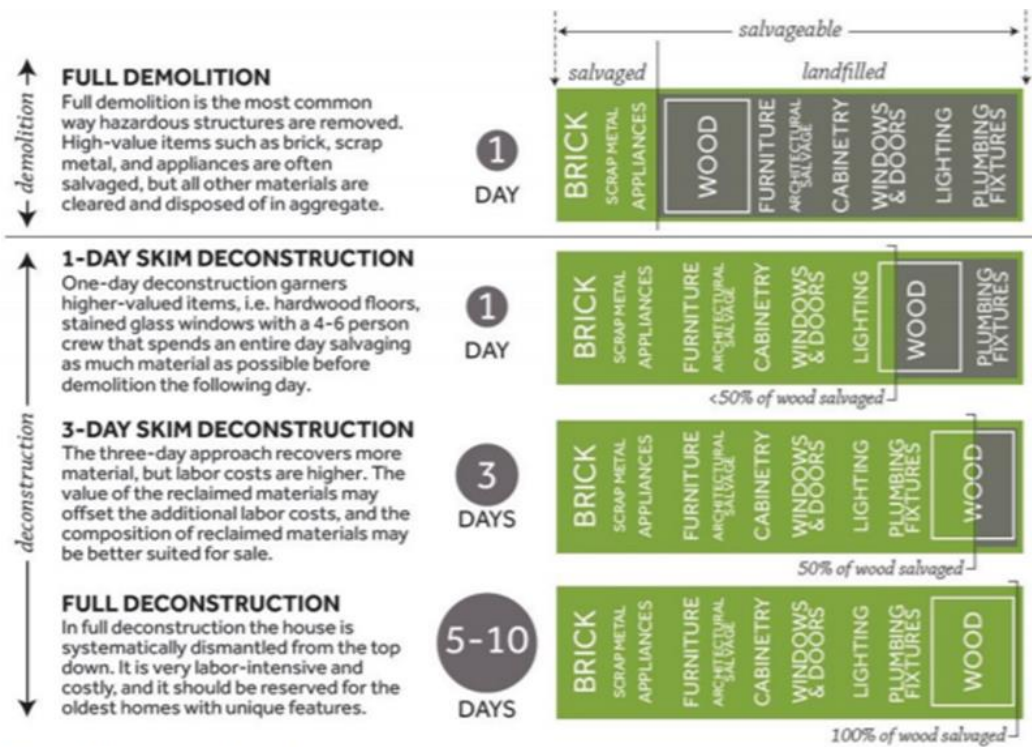 salvageable
salvaged
landfilled
demolition
FULL DEMOLITION
Full demolition is the most common
way hazardous structures are removed.
High-value items such as brick, scrap
metal, and appliances are often
salvaged, but all other materials are
cleared and disposed of in aggregate.
1
DAY
BRICK
SCRAP METAL
APPLIANCES
WOOD
FURNITURE
ARCHITECTURAL
SALVAGE
CABINETRY
WINDOWS
& DOORS
LIGHTING
PLUMBING
FIXTURES
deconstruction
1-DAY SKIM DECONSTRUCTION
One-day deconstruction garners
higher-valued items, i.e. hardwood floors,
stained glass windows with a 4-6 person
crew that spends an entire day salvaging
as much material as possible before
demolition the following day.
1
DAY
BRICK
SCRAP METAL
APPLIANCES
FURNITURE
ARCHITECTURAL
SALVAGE
CABINETRY
WINDOWS
& DOORS
LIGHTING
WOOD
PLUMBING
FIXTURES
<50% of wood salvaged
3-DAY SKIM DECONSTRUCTION
The three-day approach recovers more
material, but labor costs are higher. The
value of the reclaimed materials may
offset the additional labor costs, and the
composition of reclaimed materials may
be better suited for sale.
3
DAYS
BRICK
SCRAP METAL
APPLIANCES
FURNITURE
ARCHITECTURAL
SALVAGE
CABINETRY
WINDOWS
& DOORS
LIGHTING
PLUMBING
FIXTURES
WOOD
50% of wood salvaged
FULL DECONSTRUCTION
In full deconstruction the house is
systematically dismantled from the top
down. It is very labor-intensive and
costly, and it should be reserved for the
oldest homes with unique features.
5-10
DAYS
BRICK
SCRAP METAL
APPLIANCES
FURNITURE
ARCHITECTURAL
SALVAGE
CABINETRY
WINDOWS
& DOORS
LIGHTING
PLUMBING
FIXTURES
WOOD
100% of wood salvaged